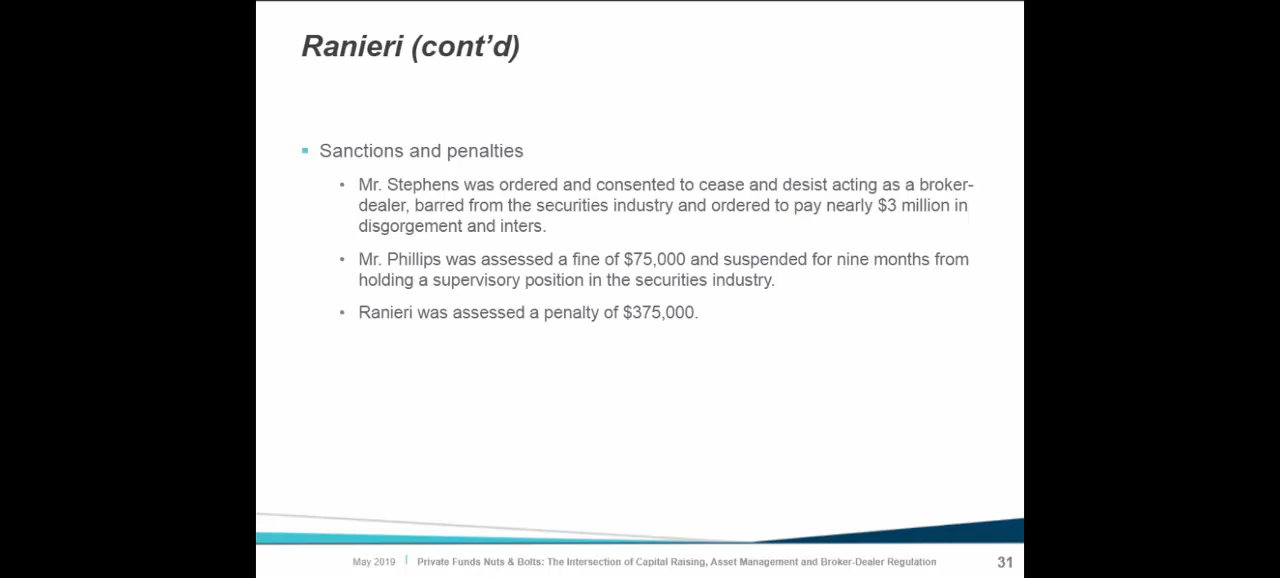 Ranieri (cont’d)
▪ Sanctions and penalties
• Mr. Stephens was ordered and consented to cease and desist acting as a broker-
dealer, barred from the securities industry and ordered to pay nearly $3 million in
disgorgement and inters.
• Mr. Phillips was assessed a fine of $75,000 and suspended for nine months from
holding a supervisory position in the securities industry.
• Ranieri was assessed a penalty of $375,000.
May 2019 | Private Funds Nuts & Bolts: The Intersection of Capital Raising, Asset Management and Broker-Dealer Regulation 31